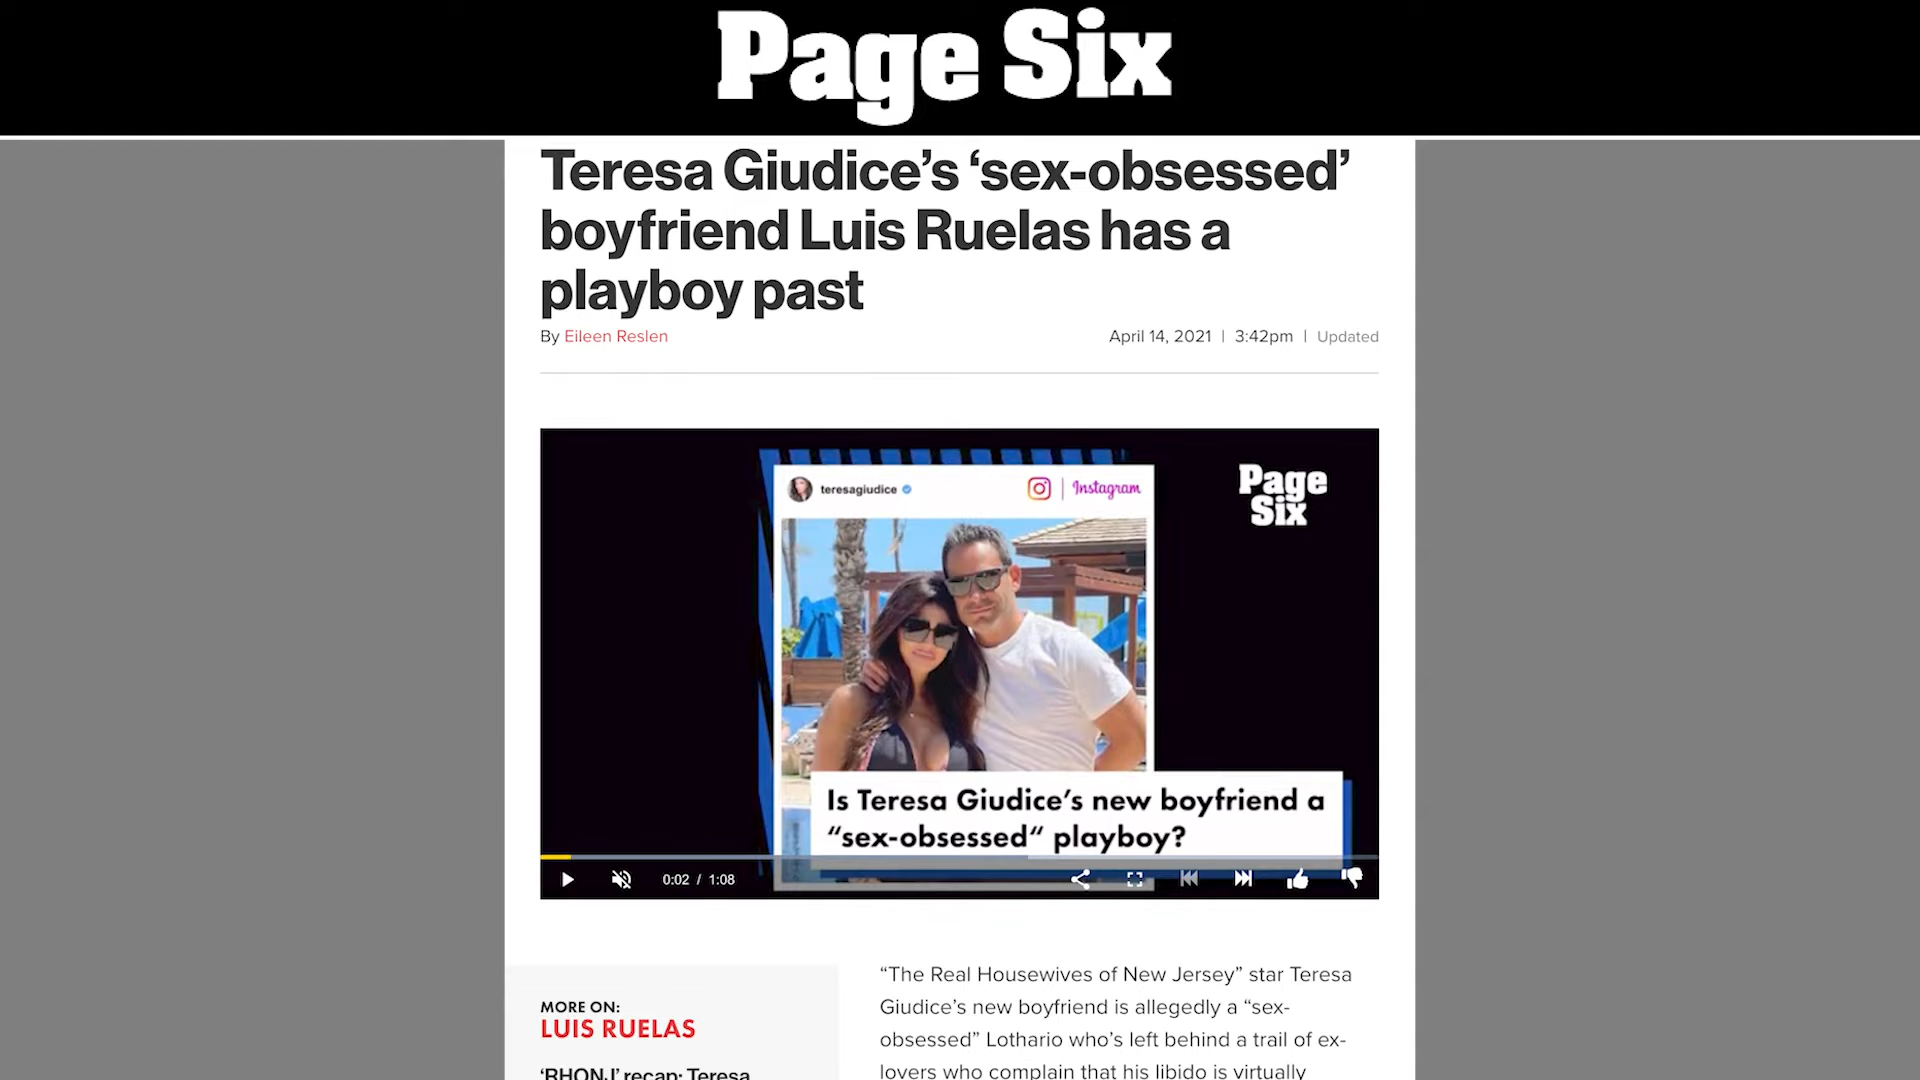 Page Six
Teresa Giudice’s ‘sex-obsessed’
boyfriend Luis Ruelas has a
playboy past
By Eileen Reslen
April 14, 2021 | 3:42pm | Updated
teresagiudice
Instagram
Page
Six
Is Teresa Giudice’s new boyfriend a
“sex-obsessed“ playboy?
0:02 / 1:08
MORE ON:
LUIS RUELAS
‘RHONJ’ recap: Teresa
“The Real Housewives of New Jersey” star Teresa
Giudice’s new boyfriend is allegedly a “sex-
obsessed” Lothario who’s left behind a trail of ex-
lovers who complain that his libido is virtually